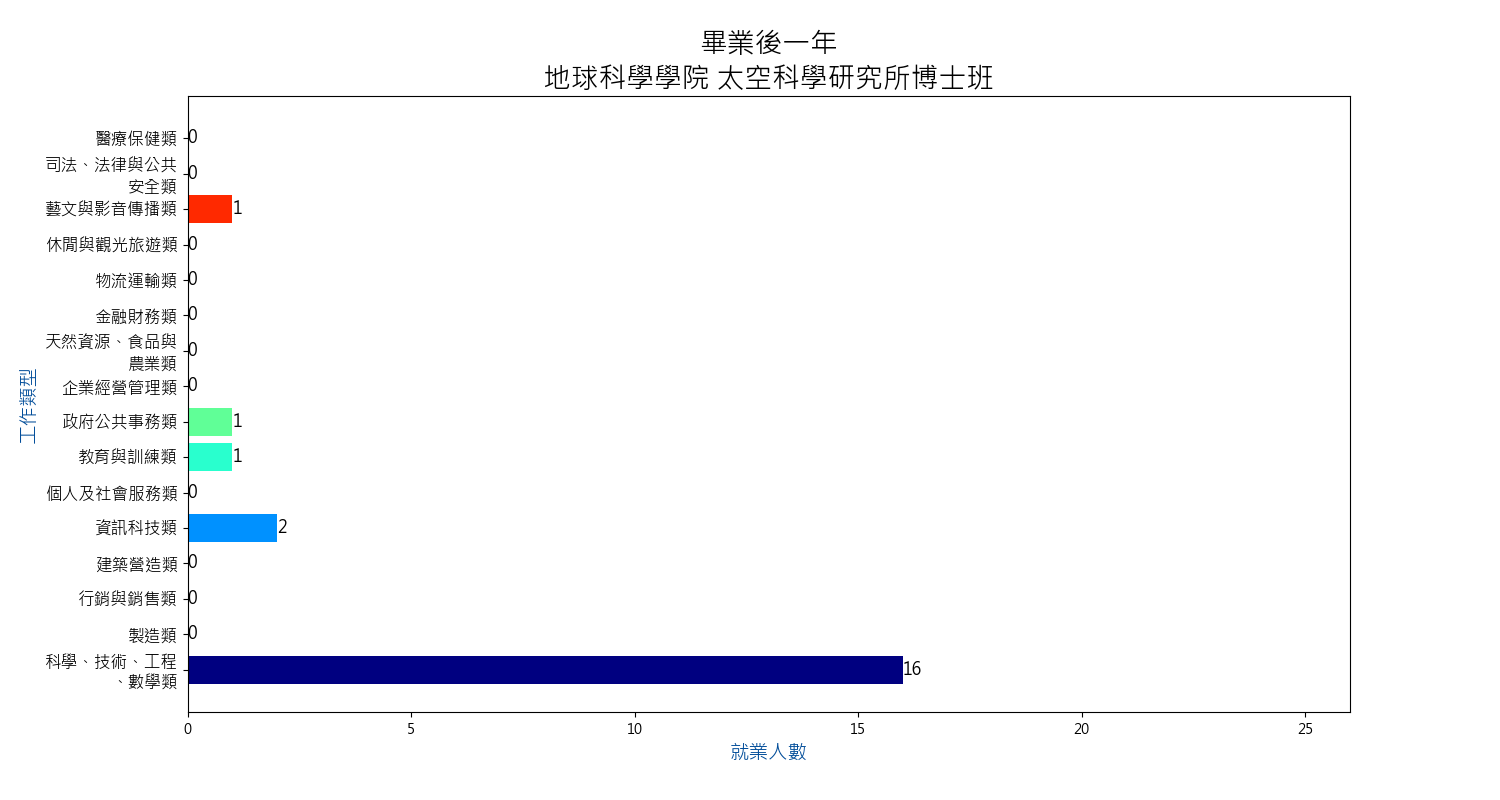 畢業後一年
地球科學學院 太空科學研究所博士班
醫療保健類 0
司法、法律與公共
安全類 0
藝文與影音傳播類 1
休閒與觀光旅遊類 0
物流運輸類 0
金融財務類 0
天然資源、食品與
農業類 0
企業經營管理類 0
政府公共事務類 1
教育與訓練類 1
個人及社會服務類 0
資訊科技類 2
建築營造類 0
行銷與銷售類 0
製造類 0
科學、技術、工程
、數學類 16
工作類型
0 5 10 15 20 25
就業人數